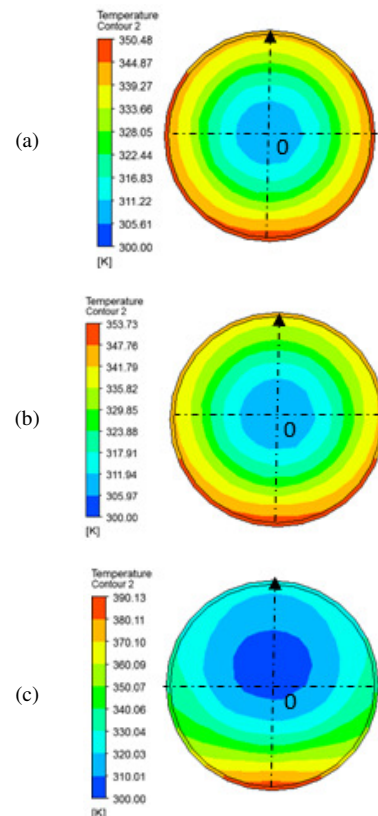 Temperature
Contour 2
350.48
344.87
339.27
333.66
328.05
322.44
316.83
311.22
305.61
300.00
[K]
(a)
0
Temperature
Contour 2
353.73
347.76
341.79
335.82
329.85
323.88
317.91
311.94
305.97
300.00
[K]
(b)
0
Temperature
Contour 2
390.13
380.11
370.10
360.09
350.07
340.06
330.04
320.03
310.01
300.00
[K]
(c)
0